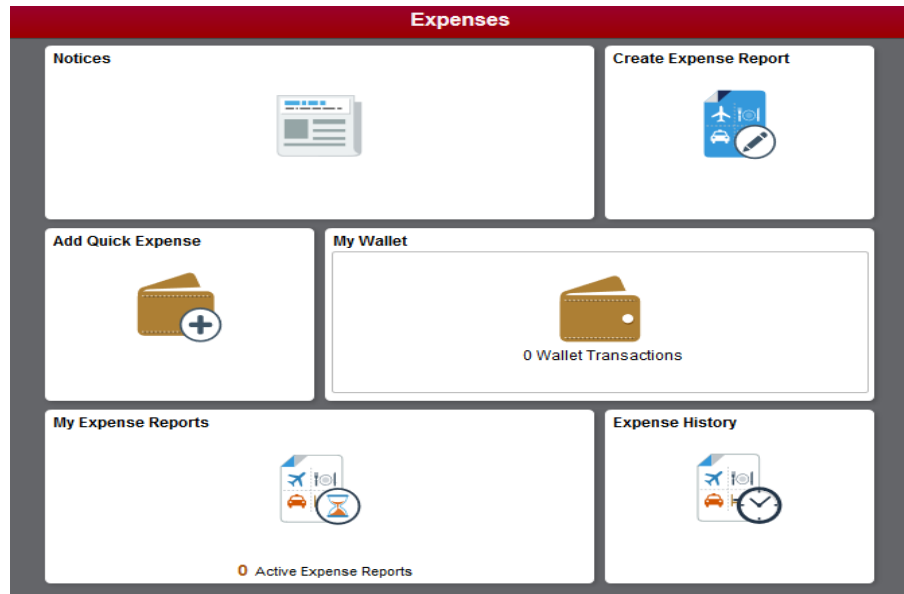 Expenses
Notices
Create Expense Report
Add Quick Expense
My Wallet
0 Wallet Transactions
My Expense Reports
0 Active Expense Reports
Expense History